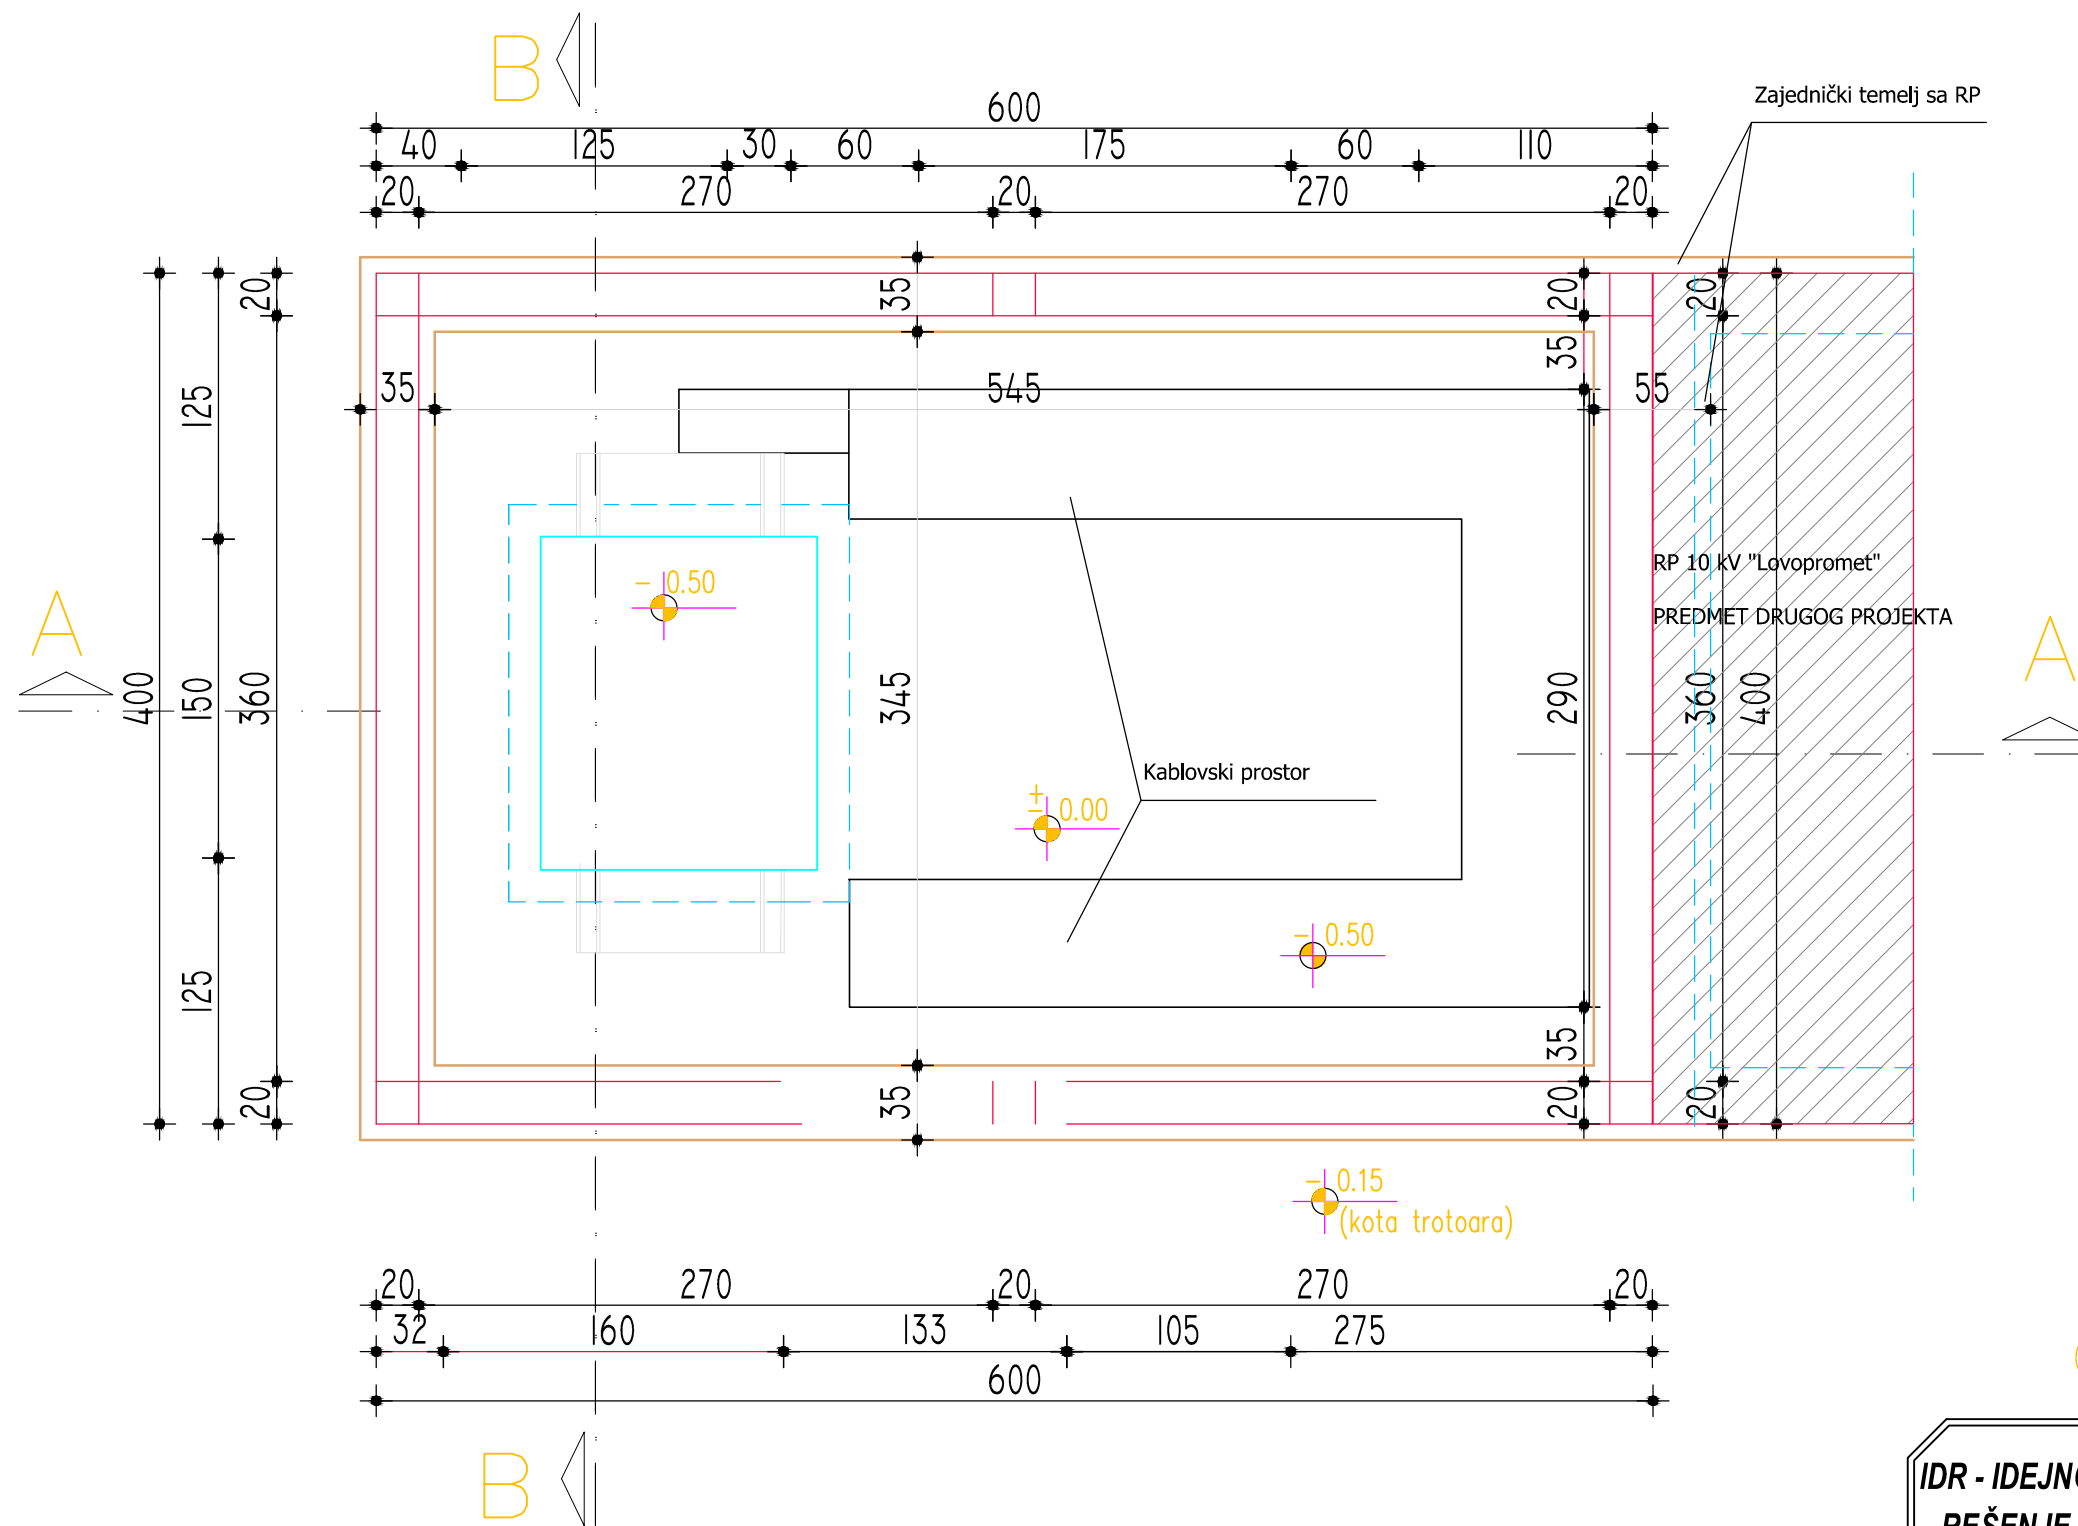 B
600
Zajednički temelj sa RP
40 125 30 60 175 60 110
20 270 20 270 20
20 35 20 20
35
125 35 545 55
- 0.50
RP 10 kV "Lovopromet"
PREDMET DRUGOG PROJEKTA
A A
400 150 360 345 290 360 400
Kablovski prostor
± 0.00
- 0.50
125 35
20 35 20 20
- 0.15
(kota trotoara)
20 270 20 270 20
32 160 133 105 275
600
B
IDR - IDEJNO
REŠENJE